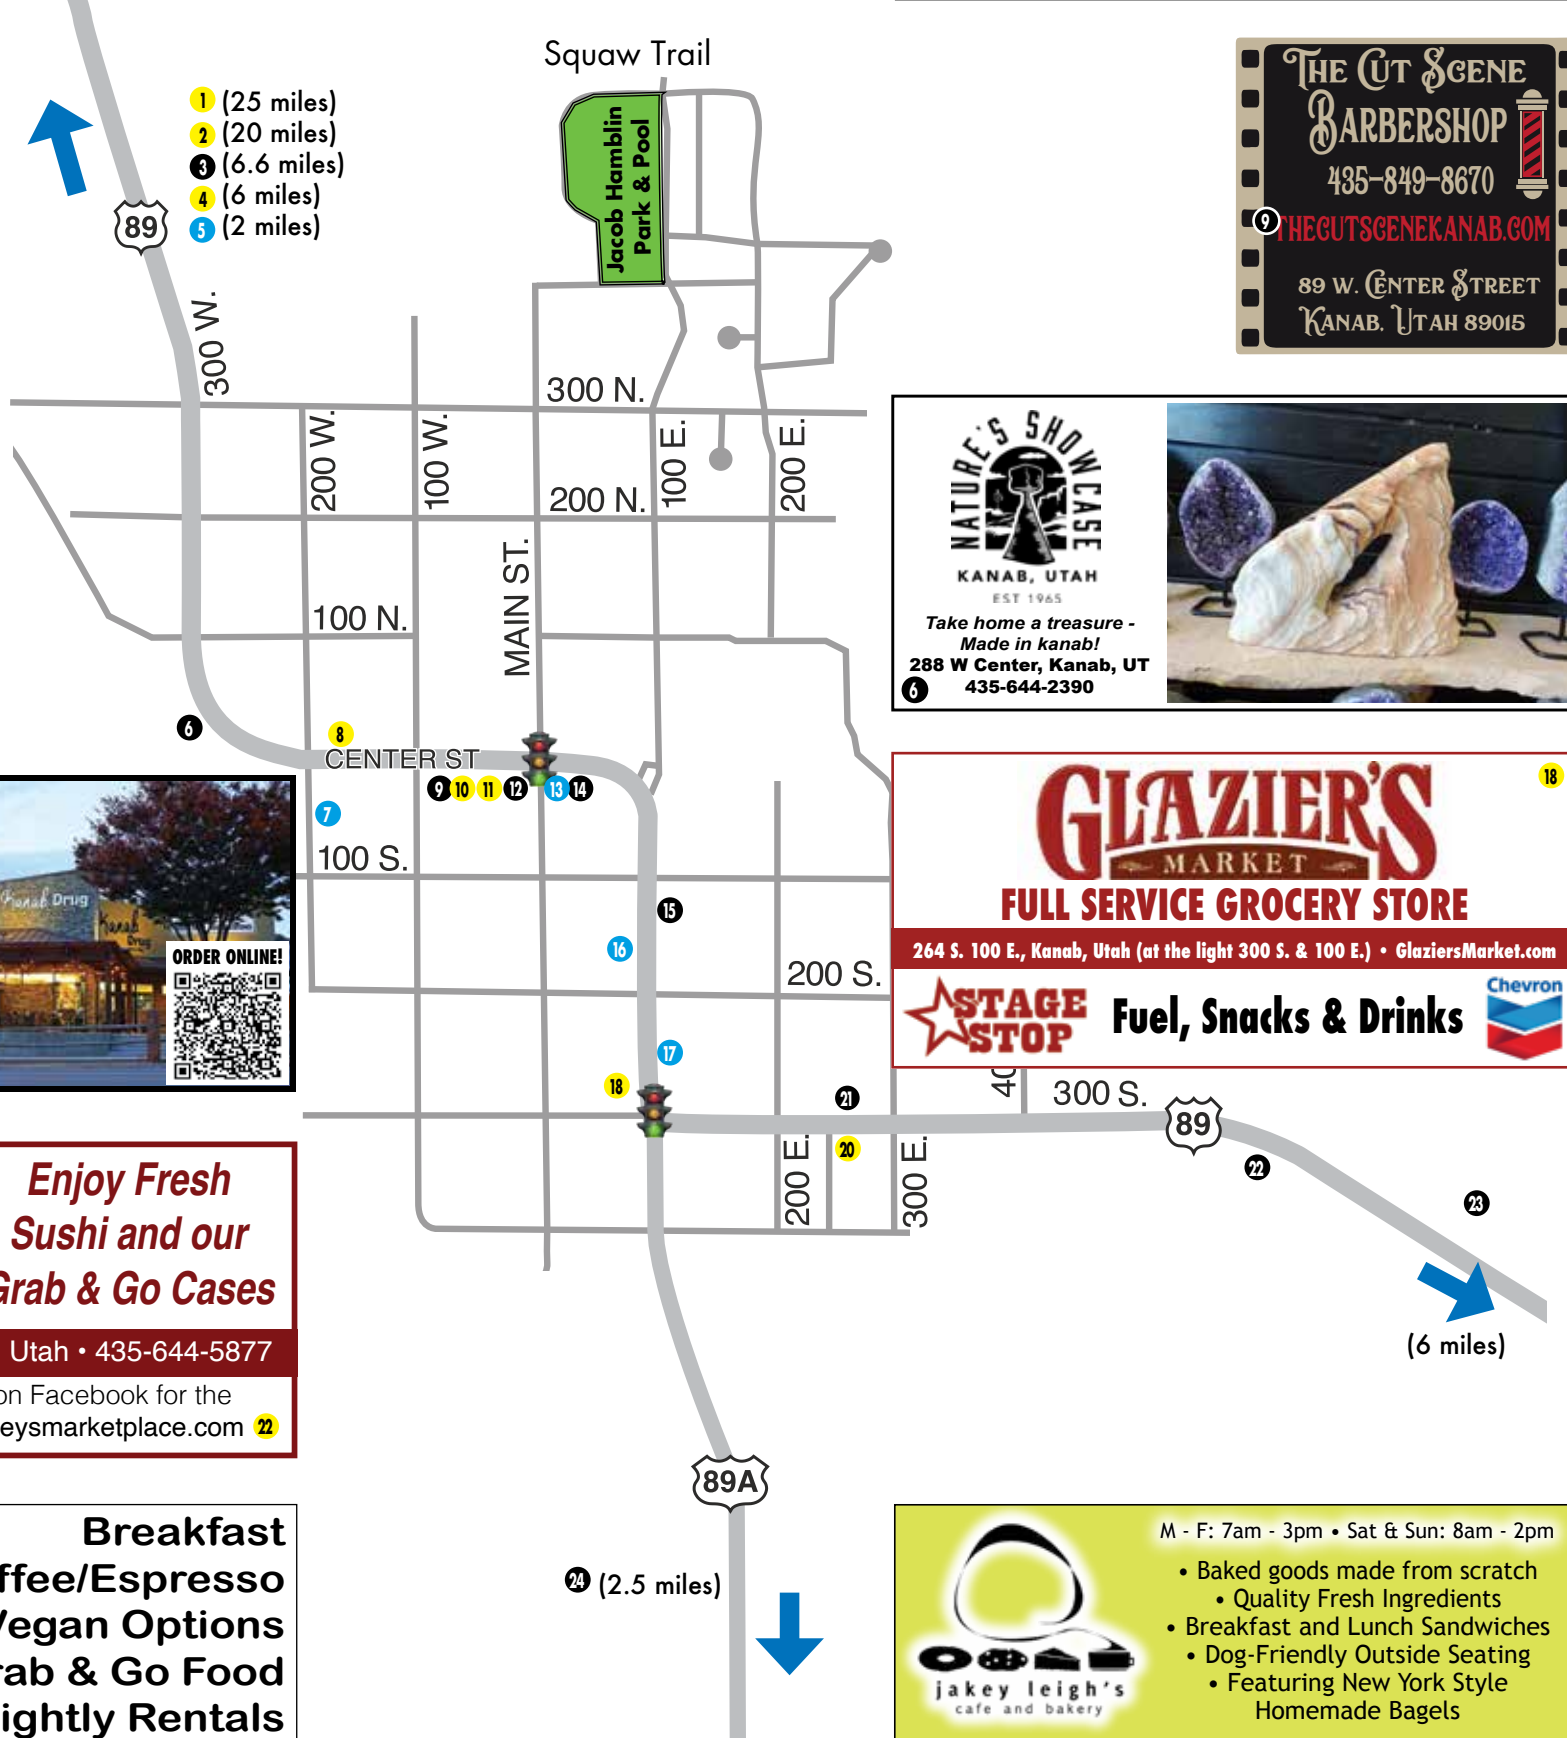 Squaw Trail
1 (25 miles)
2 (20 miles)
3 (6.6 miles)
4 (6 miles)
5 (2 miles)
89
Jacob Hamblin
Park & Pool
300 W.
300 N.
200 W.
100 W.
100 E.
200 E.
200 N.
MAIN ST.
100 N.
6
8
CENTER ST
9 10 11 12 13 14
7
100 S.
15
16
200 S.
17
18
21
20
300 S.
89
22
23
200 E.
300 E.
(6 miles)
89A
24 (2.5 miles)
THE CUT SCENE
BARBERSHOP
435-849-8670
9 THECUTSCENEKANAB.COM
89 W. CENTER STREET
KANAB, UTAH 89015
NATURE'S SHOWCASE
KANAB, UTAH
EST 1965
Take home a treasure -
Made in kanab!
288 W Center, Kanab, UT
6 435-644-2390
18
GLAZIER'S
MARKET
FULL SERVICE GROCERY STORE
264 S. 100 E., Kanab, Utah (at the light 300 S. & 100 E.) • GlaziersMarket.com
STAGE
STOP
Fuel, Snacks & Drinks
Chevron
Kanab Drug
Kanab
Drug
ORDER ONLINE!
Enjoy Fresh
Sushi and our
Grab & Go Cases
Utah • 435-644-5877
on Facebook for the
eysmarketplace.com 22
Breakfast
ffee/Espresso
Vegan Options
rab & Go Food
ightly Rentals
M - F: 7am - 3pm • Sat & Sun: 8am - 2pm
• Baked goods made from scratch
• Quality Fresh Ingredients
• Breakfast and Lunch Sandwiches
• Dog-Friendly Outside Seating
• Featuring New York Style
Homemade Bagels
jakey leigh's
cafe and bakery